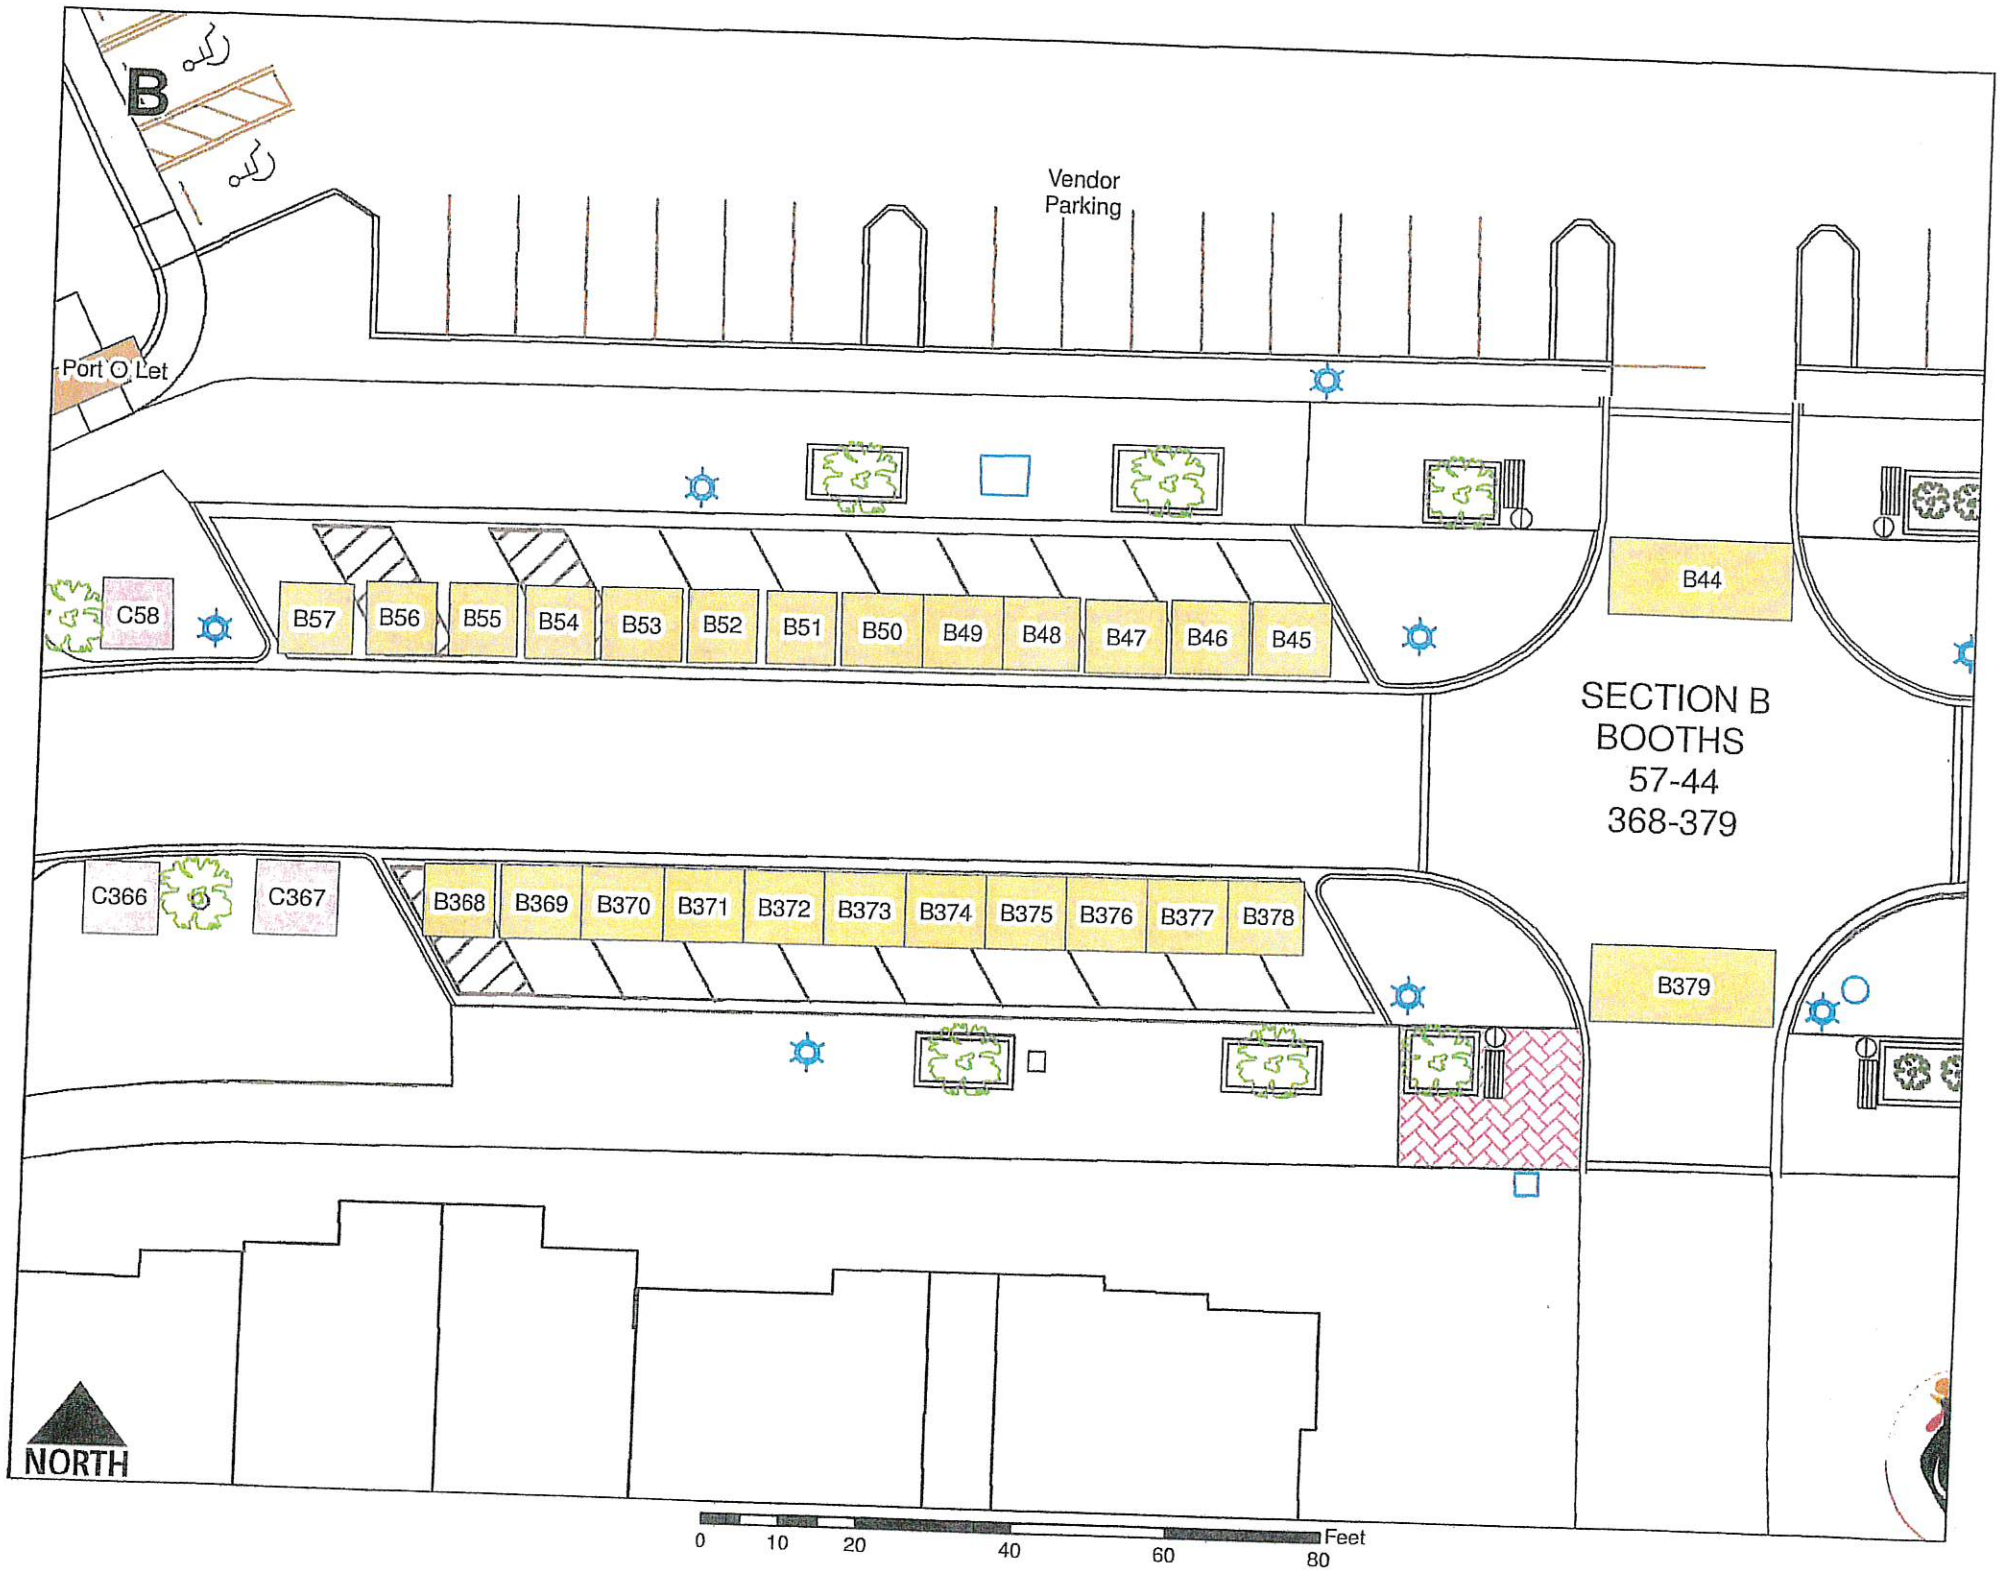 B
Vendor
Parking
Port O Let
C58
B57
B56
B55
B54
B53
B52
B51
B50
B49
B48
B47
B46
B45
B44
SECTION B
BOOTHS
57-44
368-379
C366
C367
B368
B369
B370
B371
B372
B373
B374
B375
B376
B377
B378
B379
NORTH
0 10 20 40 60 80 Feet